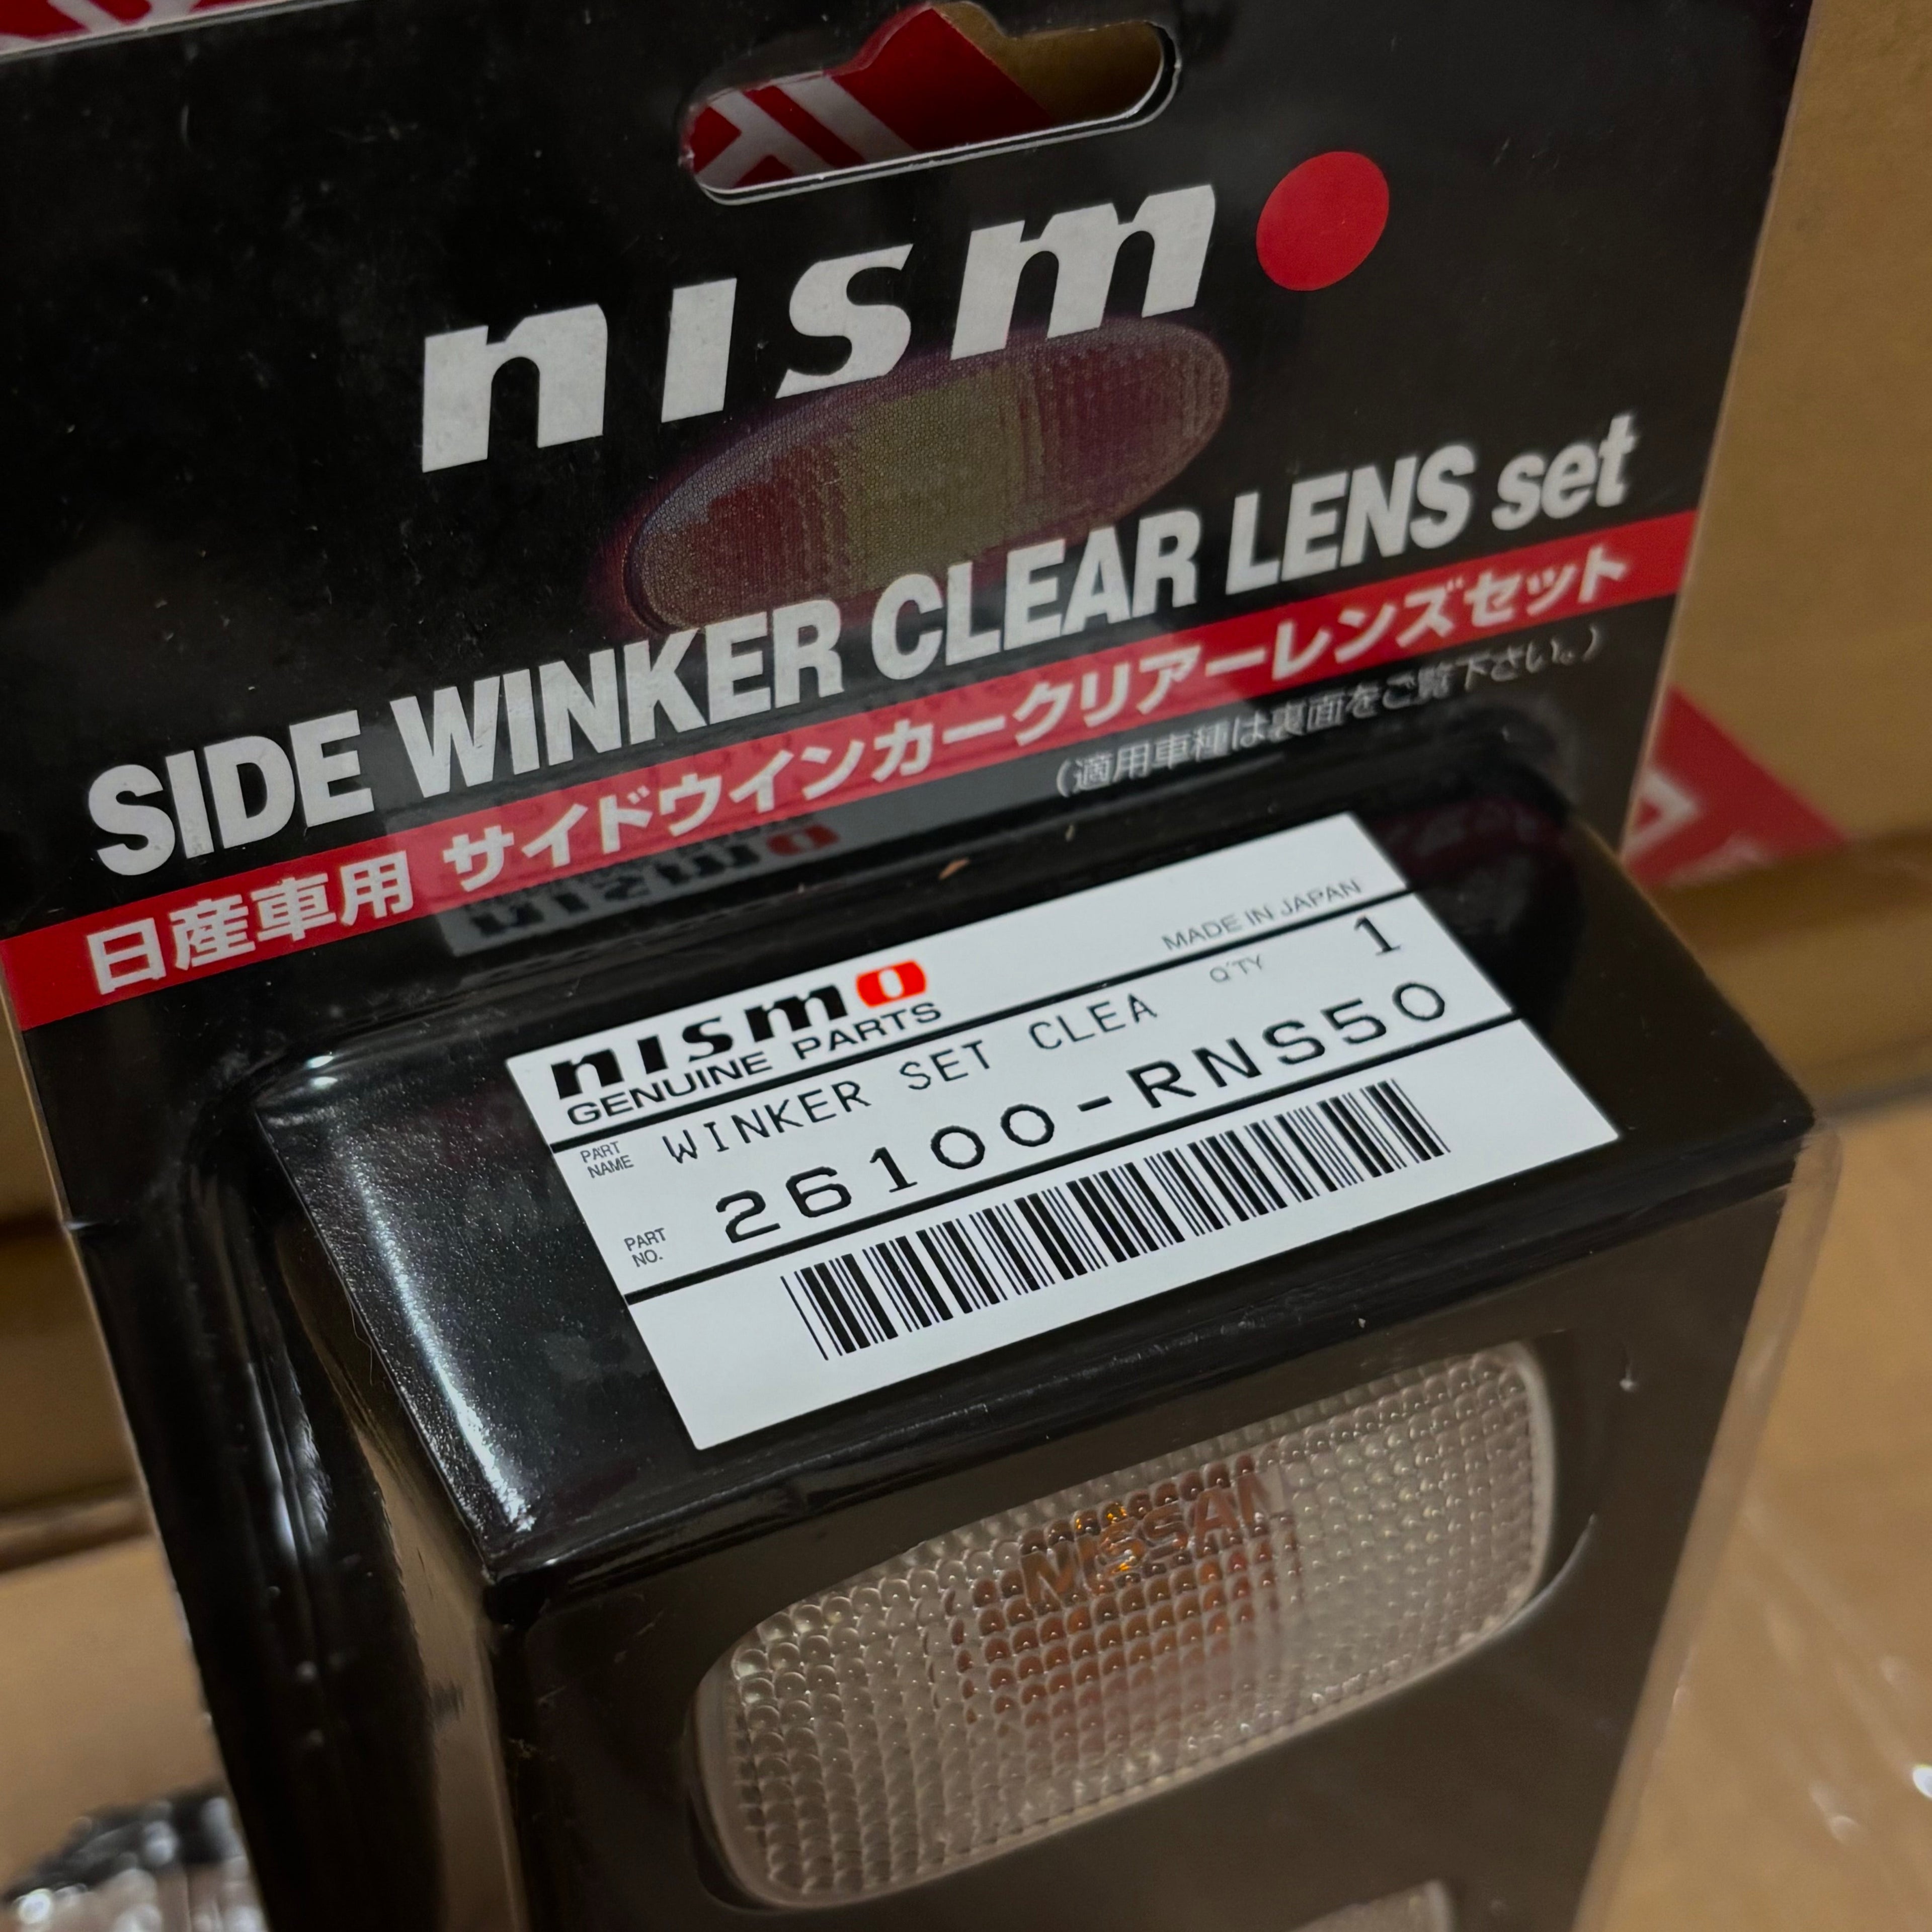 nismo
SIDE WINKER CLEAR LENS set
日産車用 サイドウインカークリアーレンズセット
(適用車種は裏面をご覧下さい。)
nismo
MADE IN JAPAN
GENUINE PARTS
PART NAME WINKER SET CLEA Q'TY 1
PART NO. 26100-RNS50
NISSAN